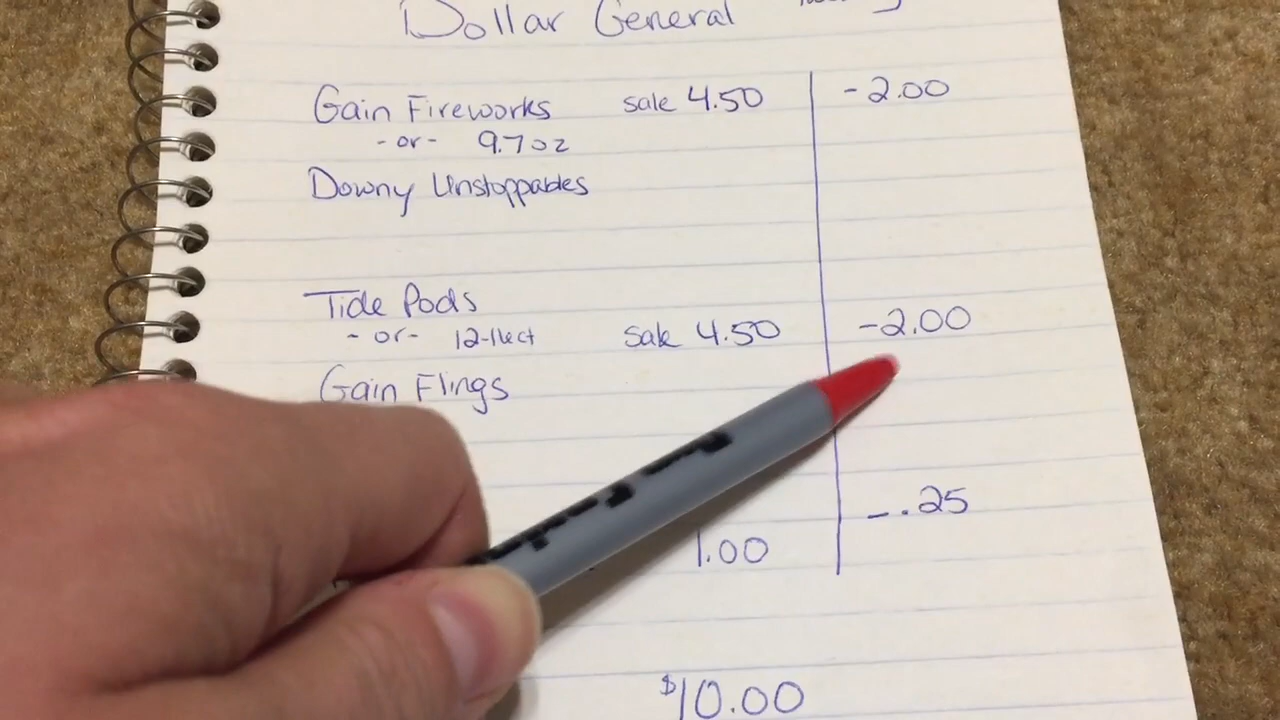 Dollar General
Gain Fireworks sale 4.50 -2.00
-or- 9.7oz
Downy Unstoppables
Tide Pods
-or- 12-16ct sale 4.50 -2.00
Gain Flings
-.25
1.00
$10.00